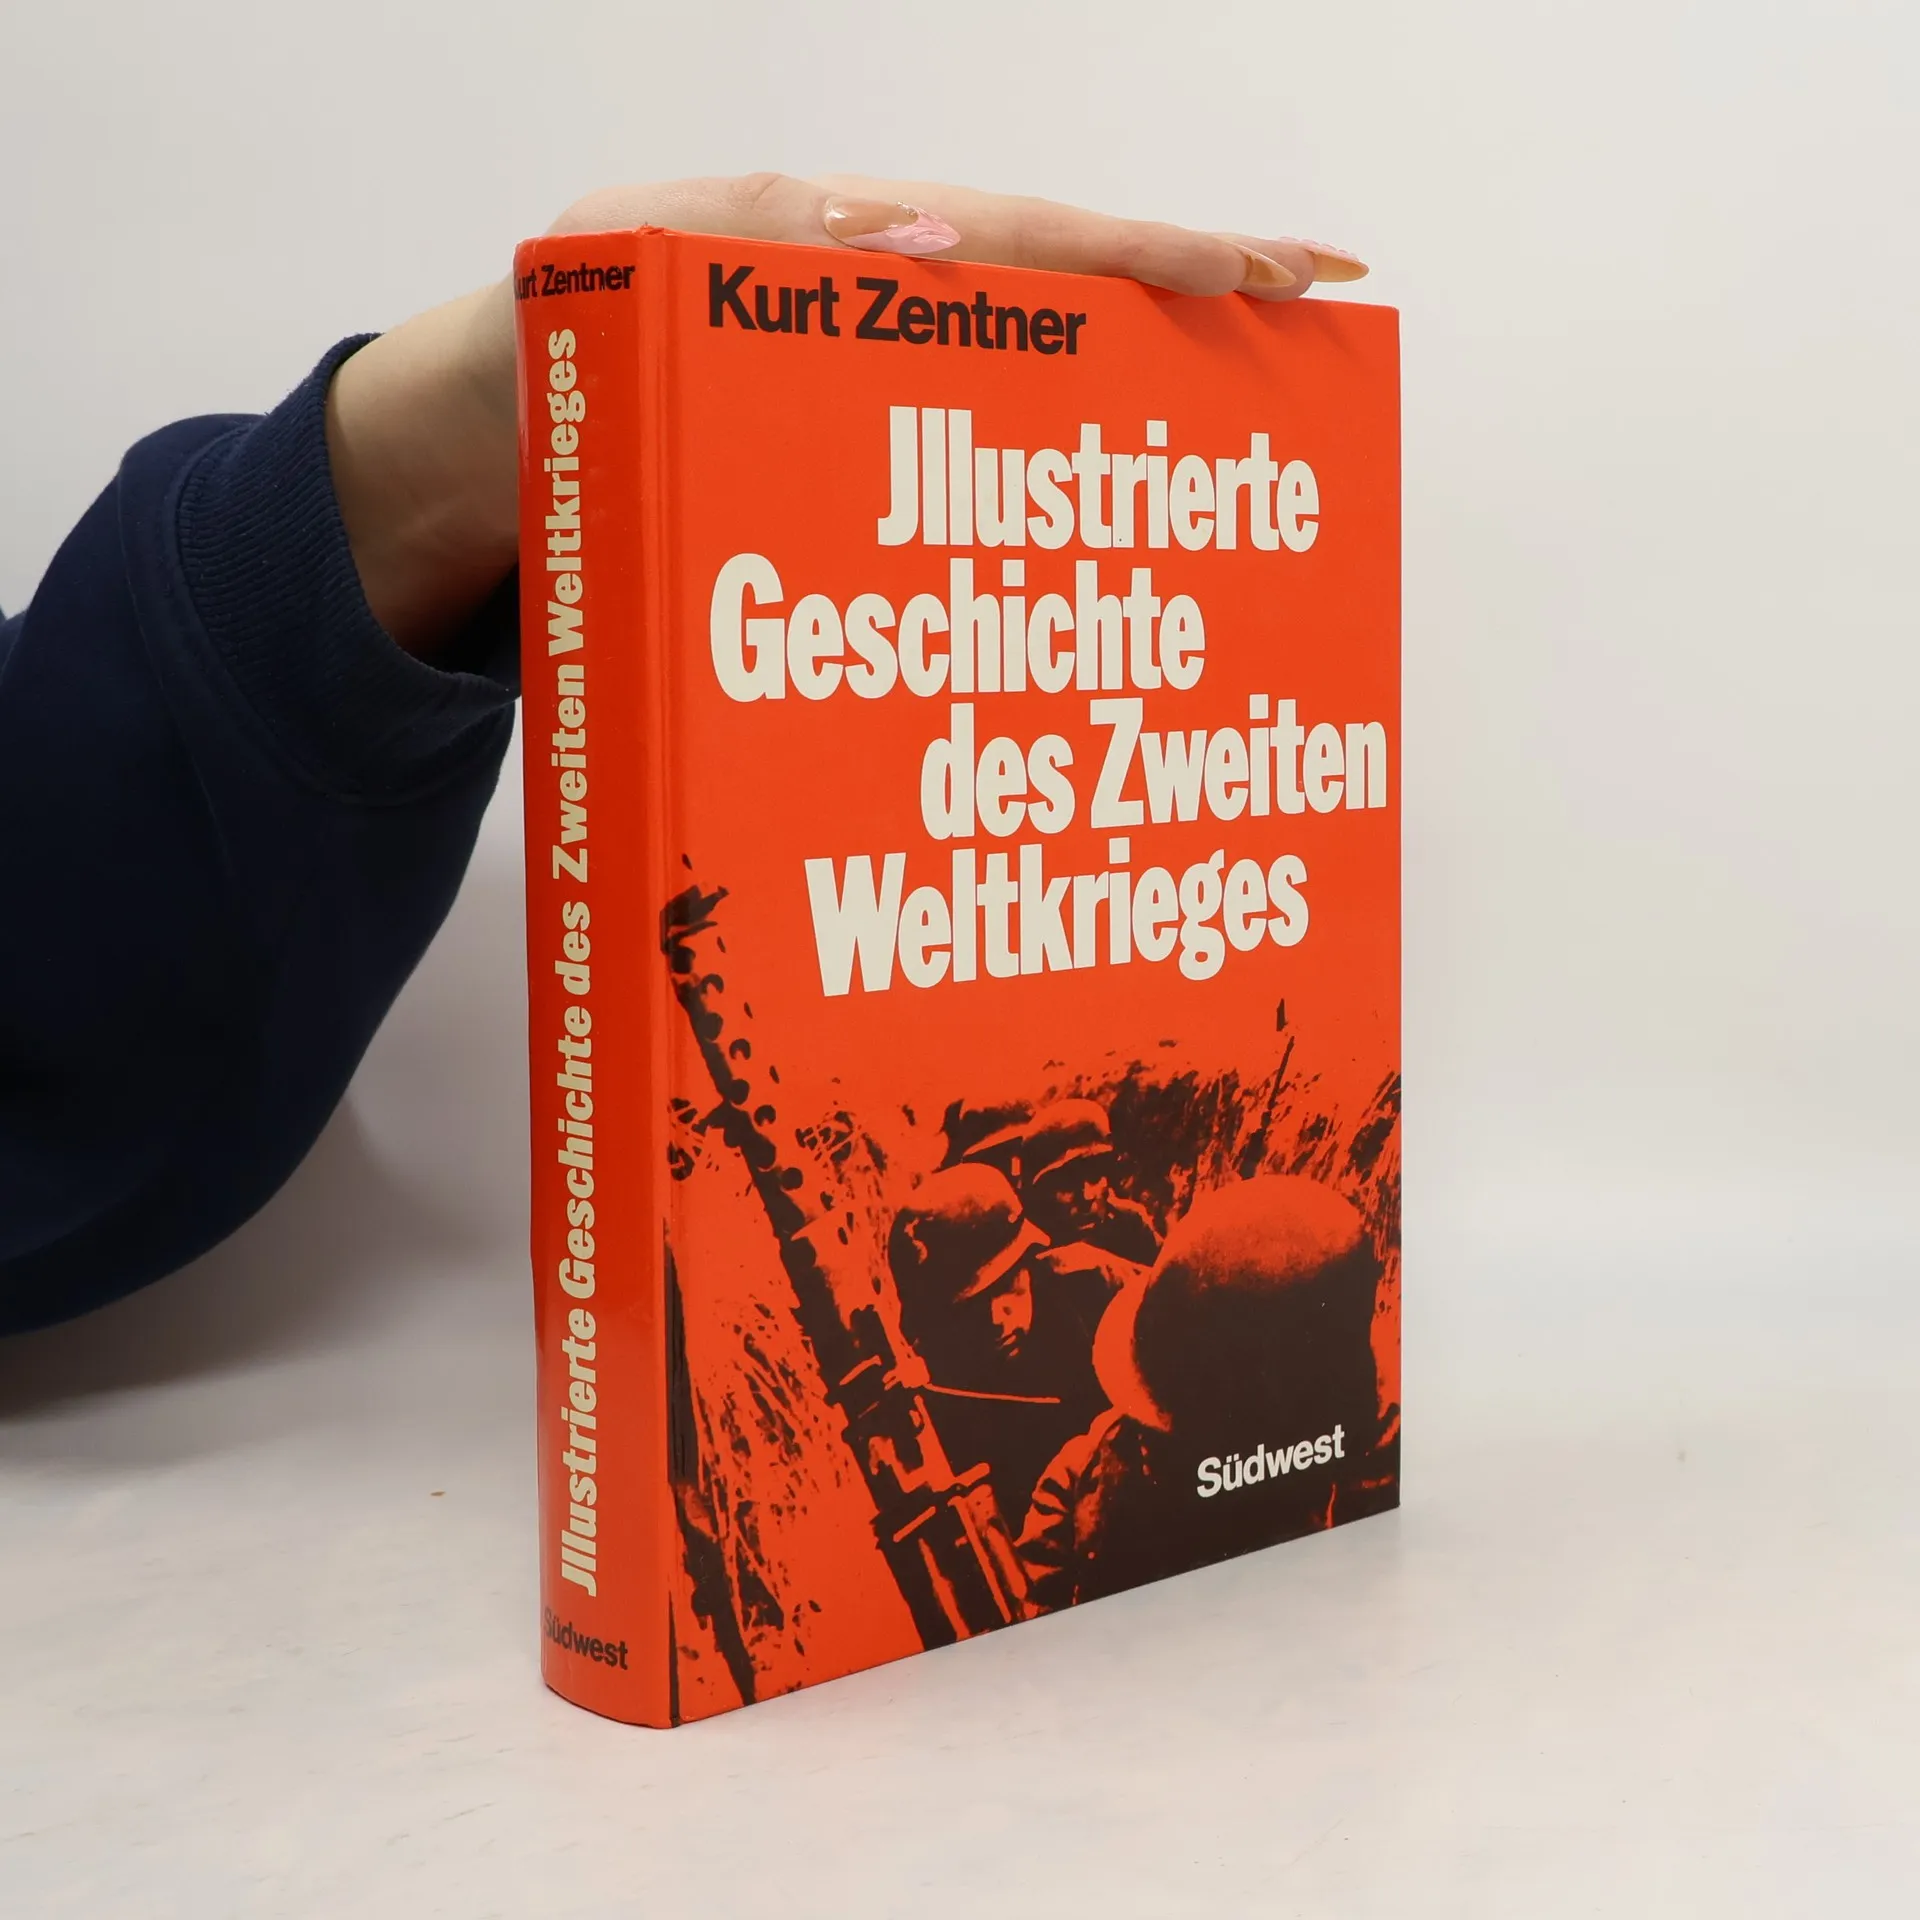 Kurt Zentner
Jllustrierte
Geschichte
des Zweiten
Weltkrieges
Südwest
Kurt Zentner
Jllustrierte Geschichte des Zweiten Weltkrieges
Südwest